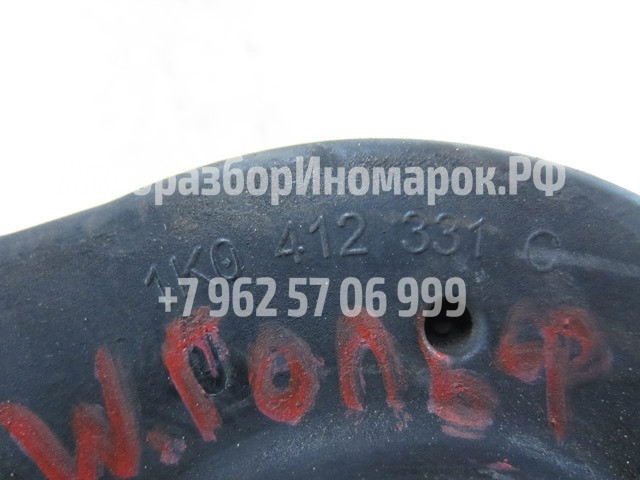 РазборИномарок.РФ
1K0 412 331 C
+7 962 57 06 999
W.ГОЛЬФ